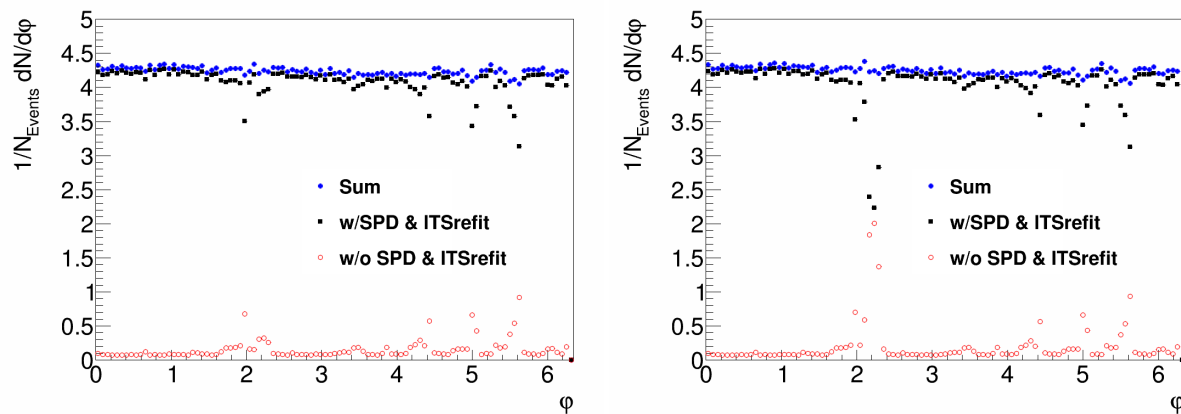 1/N_Events dN/dφ
5
4.5
4
3.5
3
2.5
2
1.5
1
0.5
0
Sum
w/SPD & ITSrefit
w/o SPD & ITSrefit
0 1 2 3 4 5 6
φ
1/N_Events dN/dφ
5
4.5
4
3.5
3
2.5
2
1.5
1
0.5
0
Sum
w/SPD & ITSrefit
w/o SPD & ITSrefit
0 1 2 3 4 5 6
φ